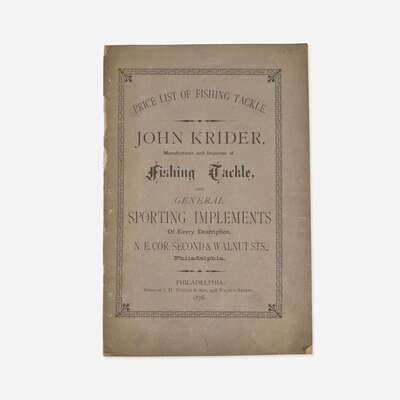 PRICE LIST OF FISHING TACKLE.
JOHN KRIDER,
Manufacturer and Importer of
Fishing Tackle,
AND
GENERAL
SPORTING IMPLEMENTS
Of Every Description,
N. E. COR. SECOND & WALNUT STS.,
Philadelphia.
PHILADELPHIA:
1878.